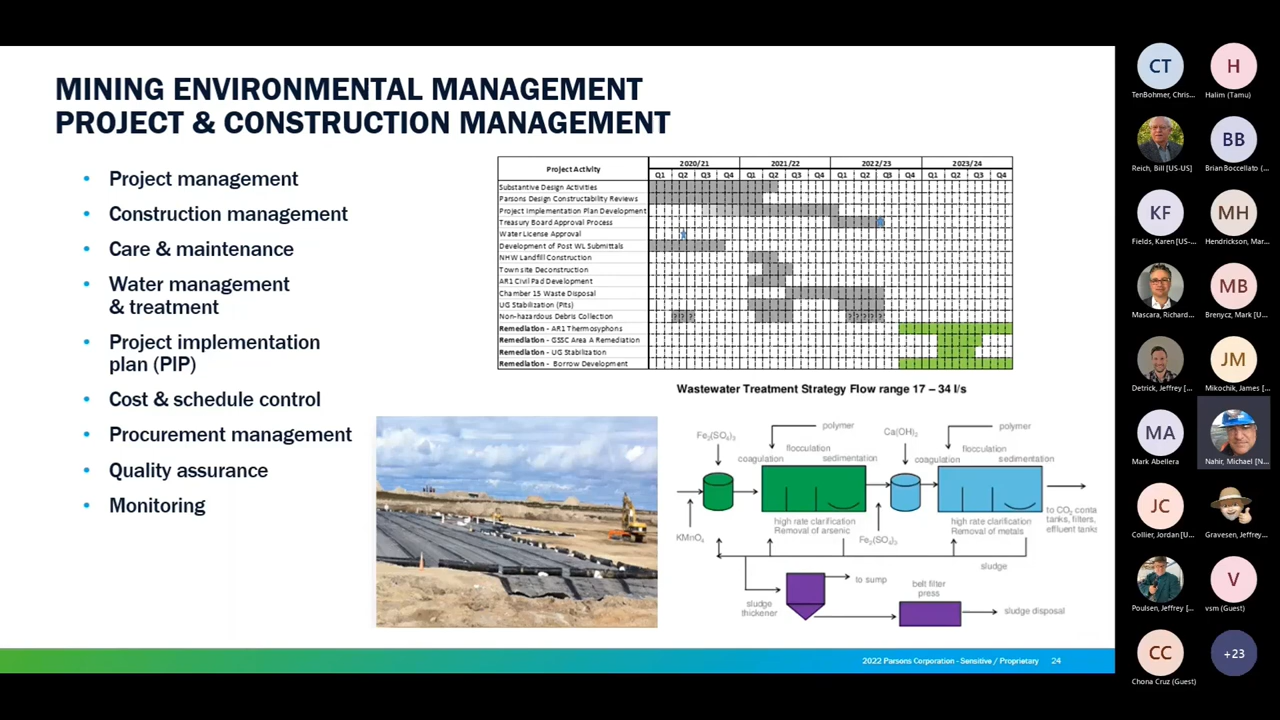 MINING ENVIRONMENTAL MANAGEMENT
PROJECT & CONSTRUCTION MANAGEMENT
• Project management
• Construction management
• Care & maintenance
• Water management
& treatment
• Project implementation
plan (PIP)
• Cost & schedule control
• Procurement management
• Quality assurance
• Monitoring
Project Activity
2020/21 2021/22 2022/23 2023/24
Q1 Q2 Q3 Q4 Q1 Q2 Q3 Q4 Q1 Q2 Q3 Q4 Q1 Q2 Q3 Q4
Substantive Design Activities
Parsons Design Constructability Reviews
Project Implementation Plan Development
Treasury Board Approval Process
Water License Approval
Development of Post WL Submittals
NHW Landfill Construction
Town site Deconstruction
AR1 Civil Pad Development
Chamber 15 Waste Disposal
UG Stabilization (Pits)
Non-hazardous Debris Collection
Remediation - AR1 Thermosyphons
Remediation - GSSC Area A Remediation
Remediation - UG Stabilization
Remediation - Borrow Development
Wastewater Treatment Strategy Flow range 17 – 34 l/s
Fe₂(SO₄)₃
polymer
flocculation
coagulation
sedimentation
Ca(OH)₂
polymer
flocculation
coagulation
sedimentation
KMnO₄
high rate clarification
Removal of arsenic
Fe₂(SO₄)₃
high rate clarification
Removal of metals
to CO₂ conta
tanks, filters,
effluent tanks
sludge
sludge
thickener
to sump
belt filter
press
sludge disposal
2022 Parsons Corporation - Sensitive / Proprietary 24
CT
TenBohmer, Chris...
H
Halim (Tamu)
Reich, Bill [US-US]
BB
Brian Boccellato (...
KF
Fields, Karen [US-...
MH
Hendrickson, Mar...
Mascara, Richard...
MB
Brenycz, Mark [U...
Detrick, Jeffrey [...
JM
Mikochik, James [...
MA
Mark Abellera
Nahir, Michael [N...
JC
Collier, Jordan [U...
Gravesen, Jeffrey...
Poulsen, Jeffrey [...
V
vsm (Guest)
CC
Chona Cruz (Guest)
+23